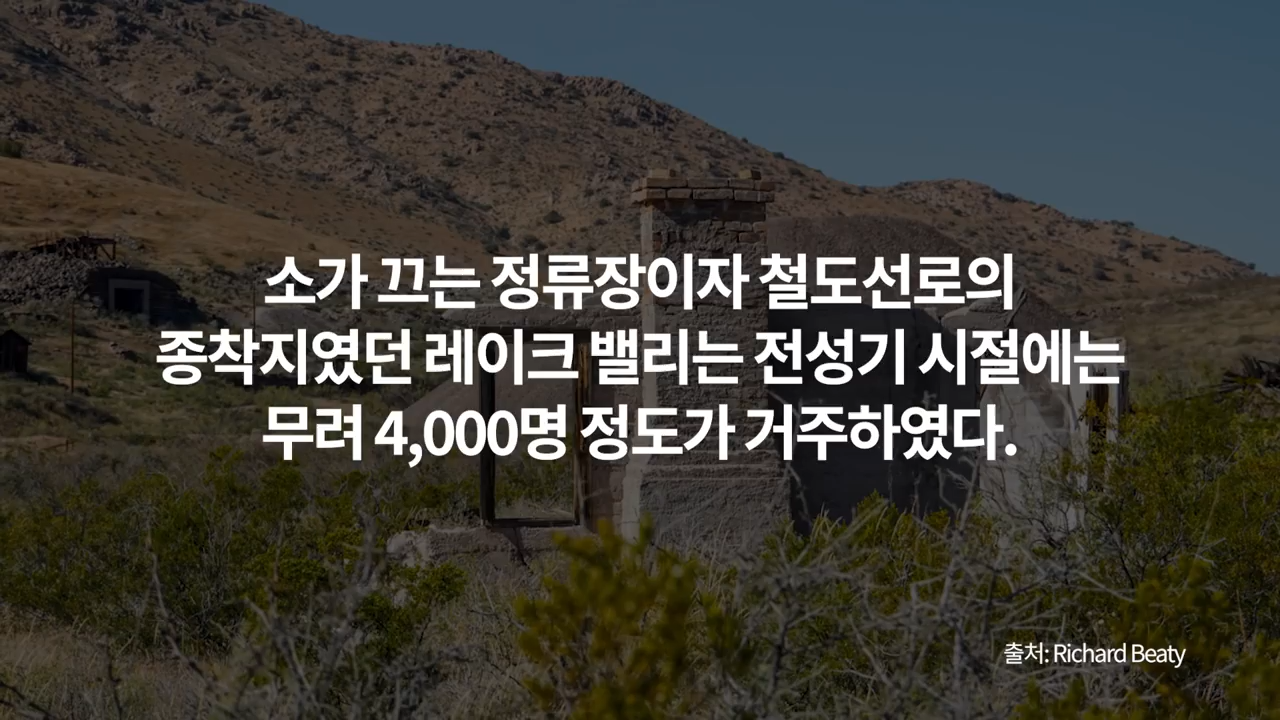 소가 끄는 정류장이자 철도선로의
종착지였던 레이크 밸리는 전성기 시절에는
무려 4,000명 정도가 거주하였다.
출처: Richard Beaty